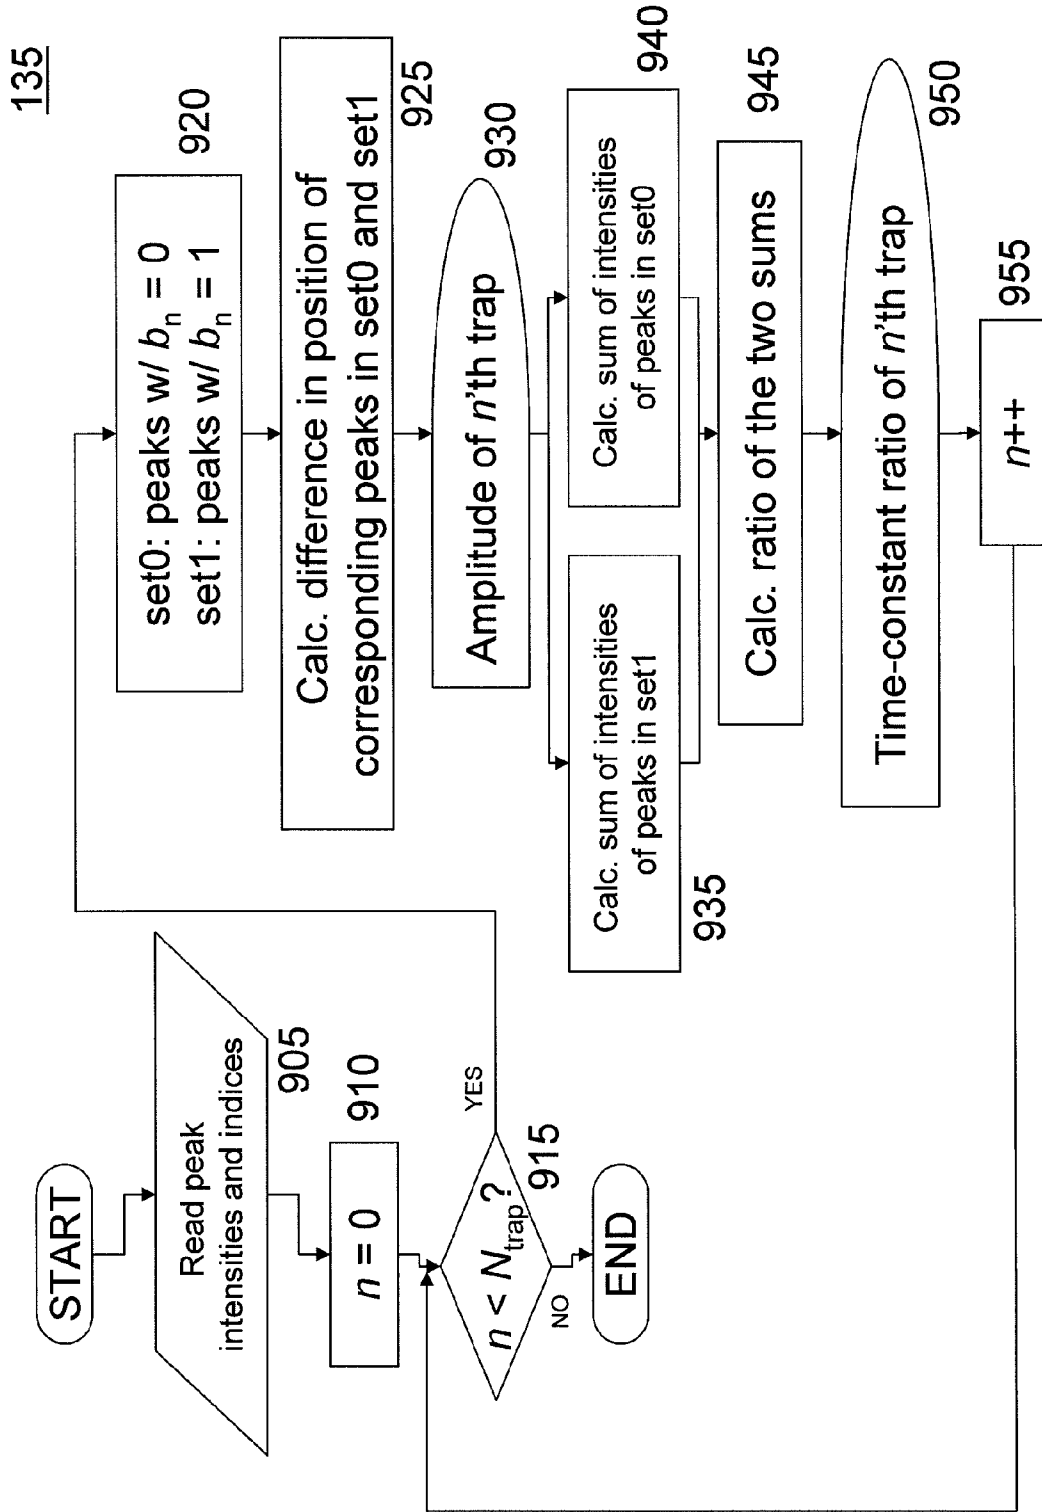 135
START
Read peak
intensities and indices
905
n = 0
910
n < Ntrap?
915
YES
NO
END
set0: peaks w/ bn = 0
set1: peaks w/ bn = 1
920
Calc. difference in position of
corresponding peaks in set0 and set1
925
Amplitude of n'th trap
930
Calc. sum of intensities
of peaks in set1
935
Calc. sum of intensities
of peaks in set0
940
Calc. ratio of the two sums
945
Time-constant ratio of n'th trap
950
n++
955